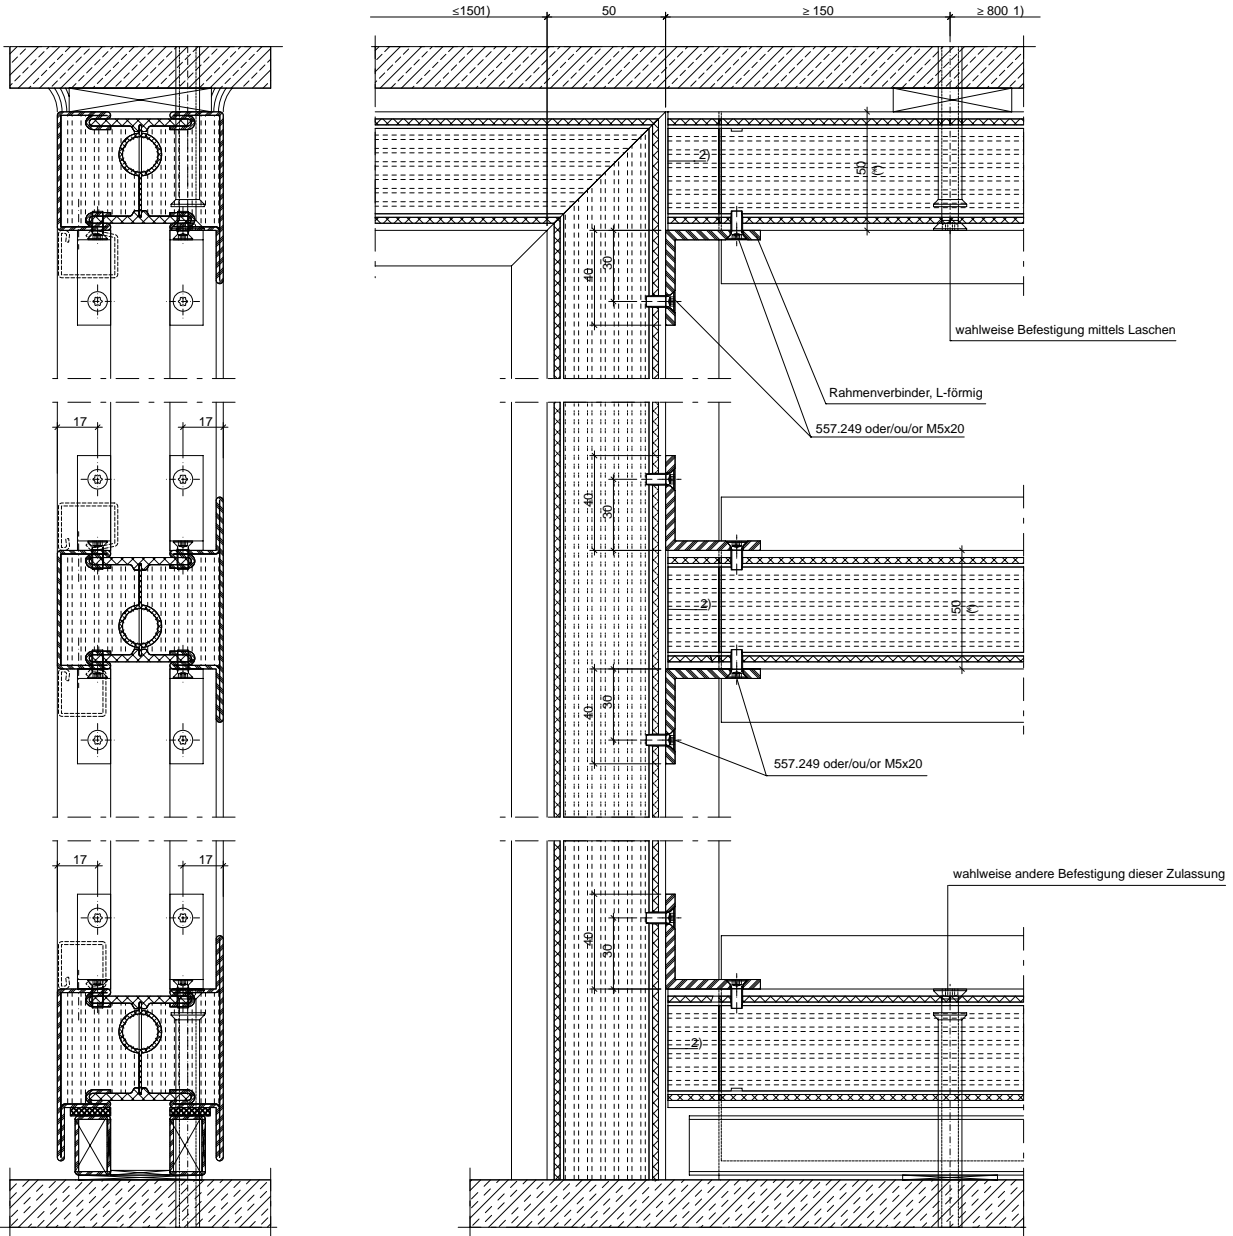 ≤1501) 50 ≥ 150 ≥ 800 1)
2)
50
(*)
40
30
wahlweise Befestigung mittels Laschen
Rahmenverbinder, L-förmig
557.249 oder/ou/or M5x20
17 17
40
30
2)
50
(*)
40
30
557.249 oder/ou/or M5x20
17 17
wahlweise andere Befestigung dieser Zulassung
40
30
2)